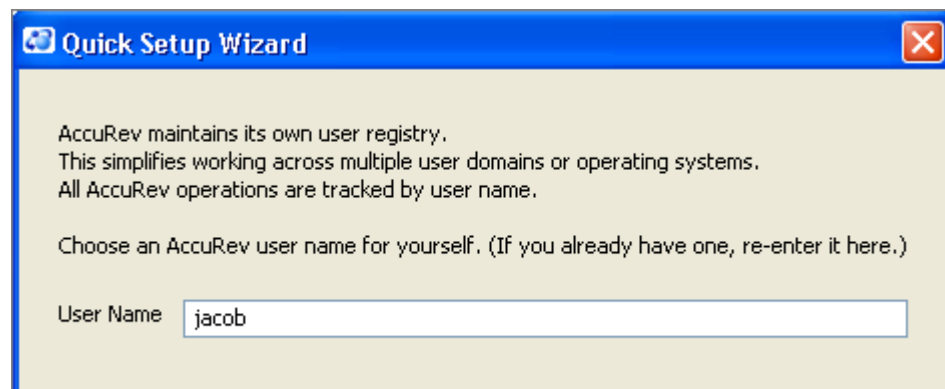 Quick Setup Wizard
AccuRev maintains its own user registry.
This simplifies working across multiple user domains or operating systems.
All AccuRev operations are tracked by user name.
Choose an AccuRev user name for yourself. (If you already have one, re-enter it here.)
User Name jacob